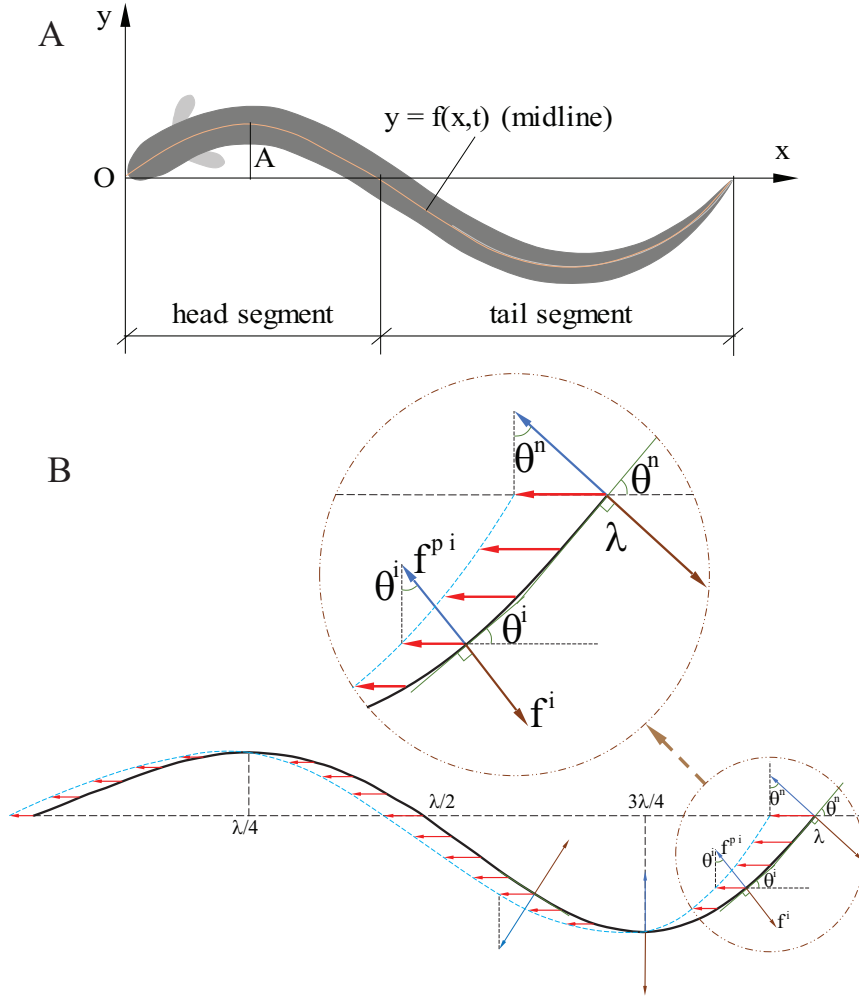 A
y
y = f(x,t) (midline)
A
x
O
head segment
tail segment
B
θⁿ
θⁿ
λ
f^{p i}
θⁱ
θⁱ
fⁱ
λ/4
λ/2
3λ/4
θⁿ
θⁿ
λ
θⁱ
f^{p i}
θⁱ
fⁱ